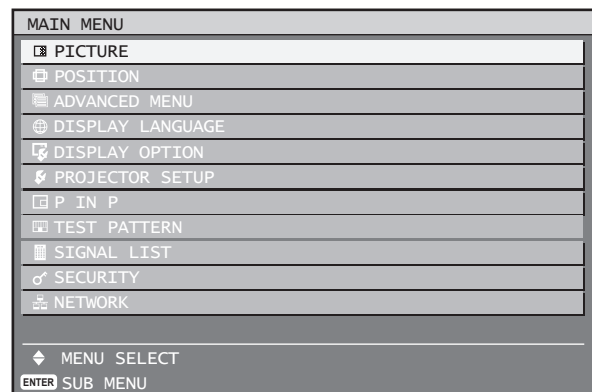 MAIN MENU
PICTURE
POSITION
ADVANCED MENU
DISPLAY LANGUAGE
DISPLAY OPTION
PROJECTOR SETUP
P IN P
TEST PATTERN
SIGNAL LIST
SECURITY
NETWORK
MENU SELECT
ENTER SUB MENU